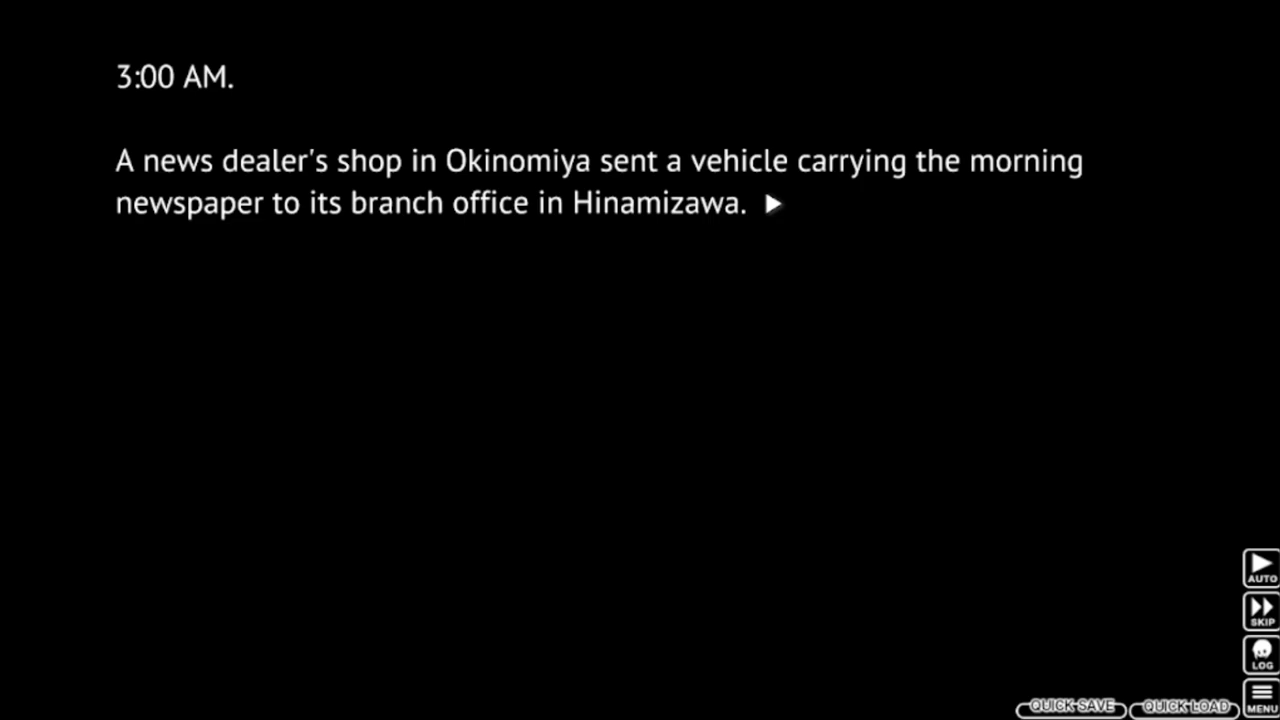 3:00 AM.
A news dealer's shop in Okinomiya sent a vehicle carrying the morning
newspaper to its branch office in Hinamizawa.
AUTO
SKIP
LOG
MENU
QUICK SAVE
QUICK LOAD